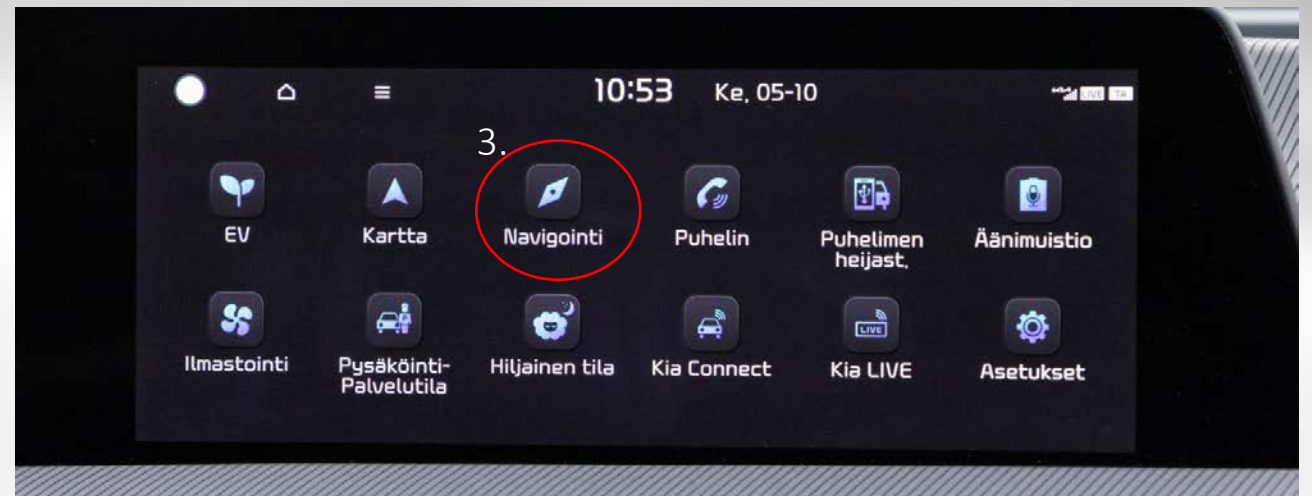 10:53 Ke, 05-10
LIVE TA
3.
EV Kartta Navigointi Puhelin Puhelimen heijast. Äänimuistio
LIVE
Ilmastointi Pysäköinti- Palvelutila Hiljainen tila Kia Connect Kia LIVE Asetukset